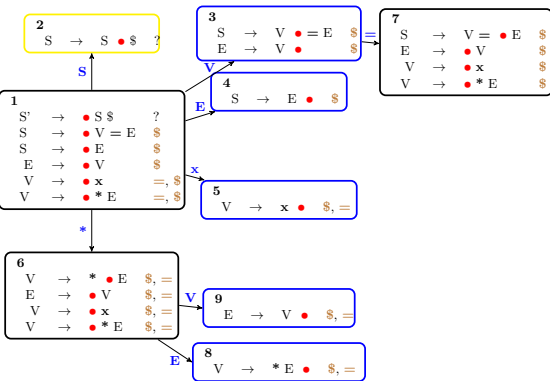 2
S → S • $ ?
S
1
S' → • S $ ?
S → • V = E $
S → • E $
E → • V $
V → • x =, $
V → • * E =, $
V
3
S → V • = E $
E → V • $
=
7
S → V = • E $
E → • V $
V → • x $
V → • * E $
E
4
S → E • $
x
5
V → x • $, =
*
6
V → * • E $, =
E → • V $, =
V → • x $, =
V → • * E $, =
V
9
E → V • $, =
E
8
V → * E • $, =